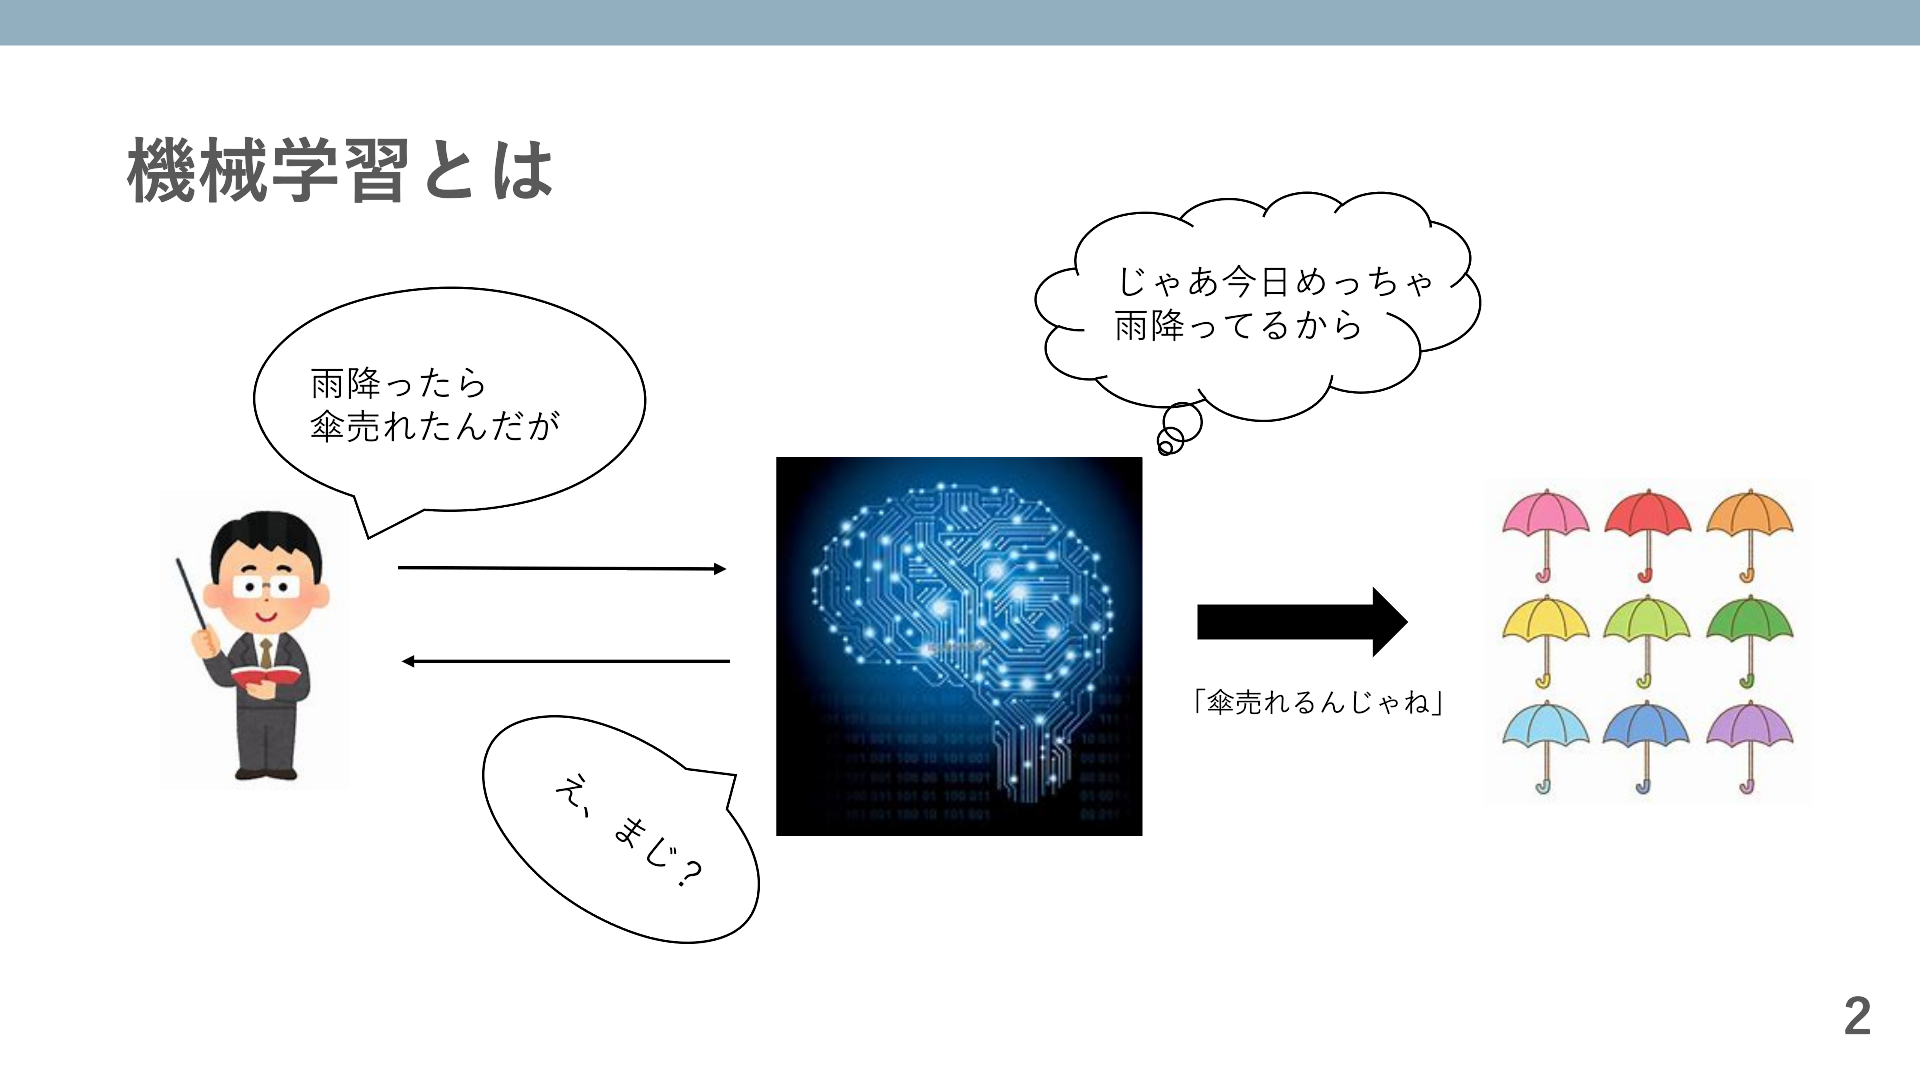 機械学習とは
じゃあ今日めっちゃ
雨降ってるから
雨降ったら
傘売れたんだが
「傘売れるんじゃね」
え、まじ？
2